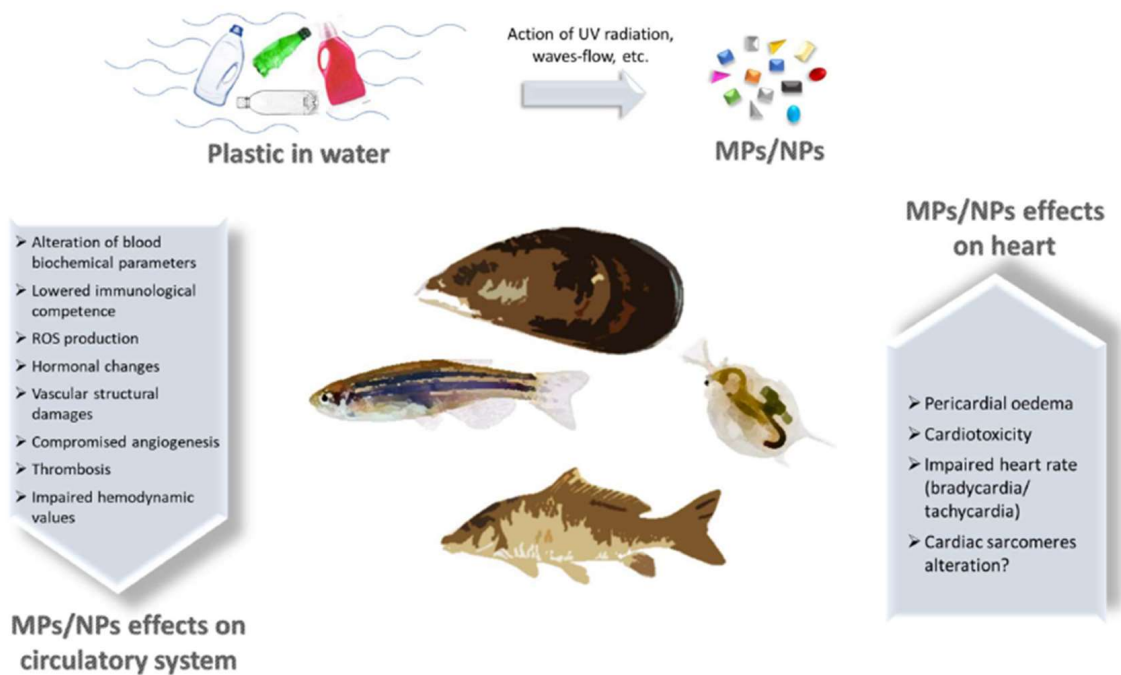 Action of UV radiation,
waves-flow, etc.
Plastic in water
MPs/NPs
➢ Alteration of blood
biochemical parameters
➢ Lowered immunological
competence
➢ ROS production
➢ Hormonal changes
➢ Vascular structural
damages
➢ Compromised angiogenesis
➢ Thrombosis
➢ Impaired hemodynamic
values
MPs/NPs effects on
circulatory system
MPs/NPs effects
on heart
➢ Pericardial oedema
➢ Cardiotoxicity
➢ Impaired heart rate
(bradycardia/
tachycardia)
➢ Cardiac sarcomeres
alteration?